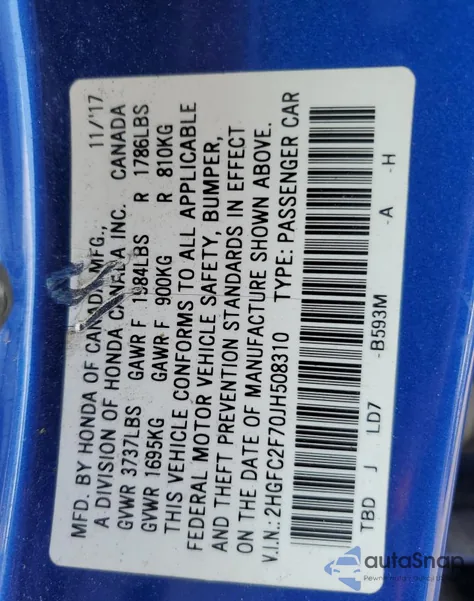 MFD. BY HONDA OF CANADA MFG., 11/'17
A DIVISION OF HONDA CANADA INC. CANADA
GVWR 3737LBS GAWR F 1984LBS R 1786LBS
GVWR 1695KG GAWR F 900KG R 810KG
THIS VEHICLE CONFORMS TO ALL APPLICABLE
FEDERAL MOTOR VEHICLE SAFETY, BUMPER,
AND THEFT PREVENTION STANDARDS IN EFFECT
ON THE DATE OF MANUFACTURE SHOWN ABOVE.
V.I.N.: 2HGFC2F70JH508310 TYPE: PASSENGER CAR
TBD J LD7 -B593M -A -H
autoSnap